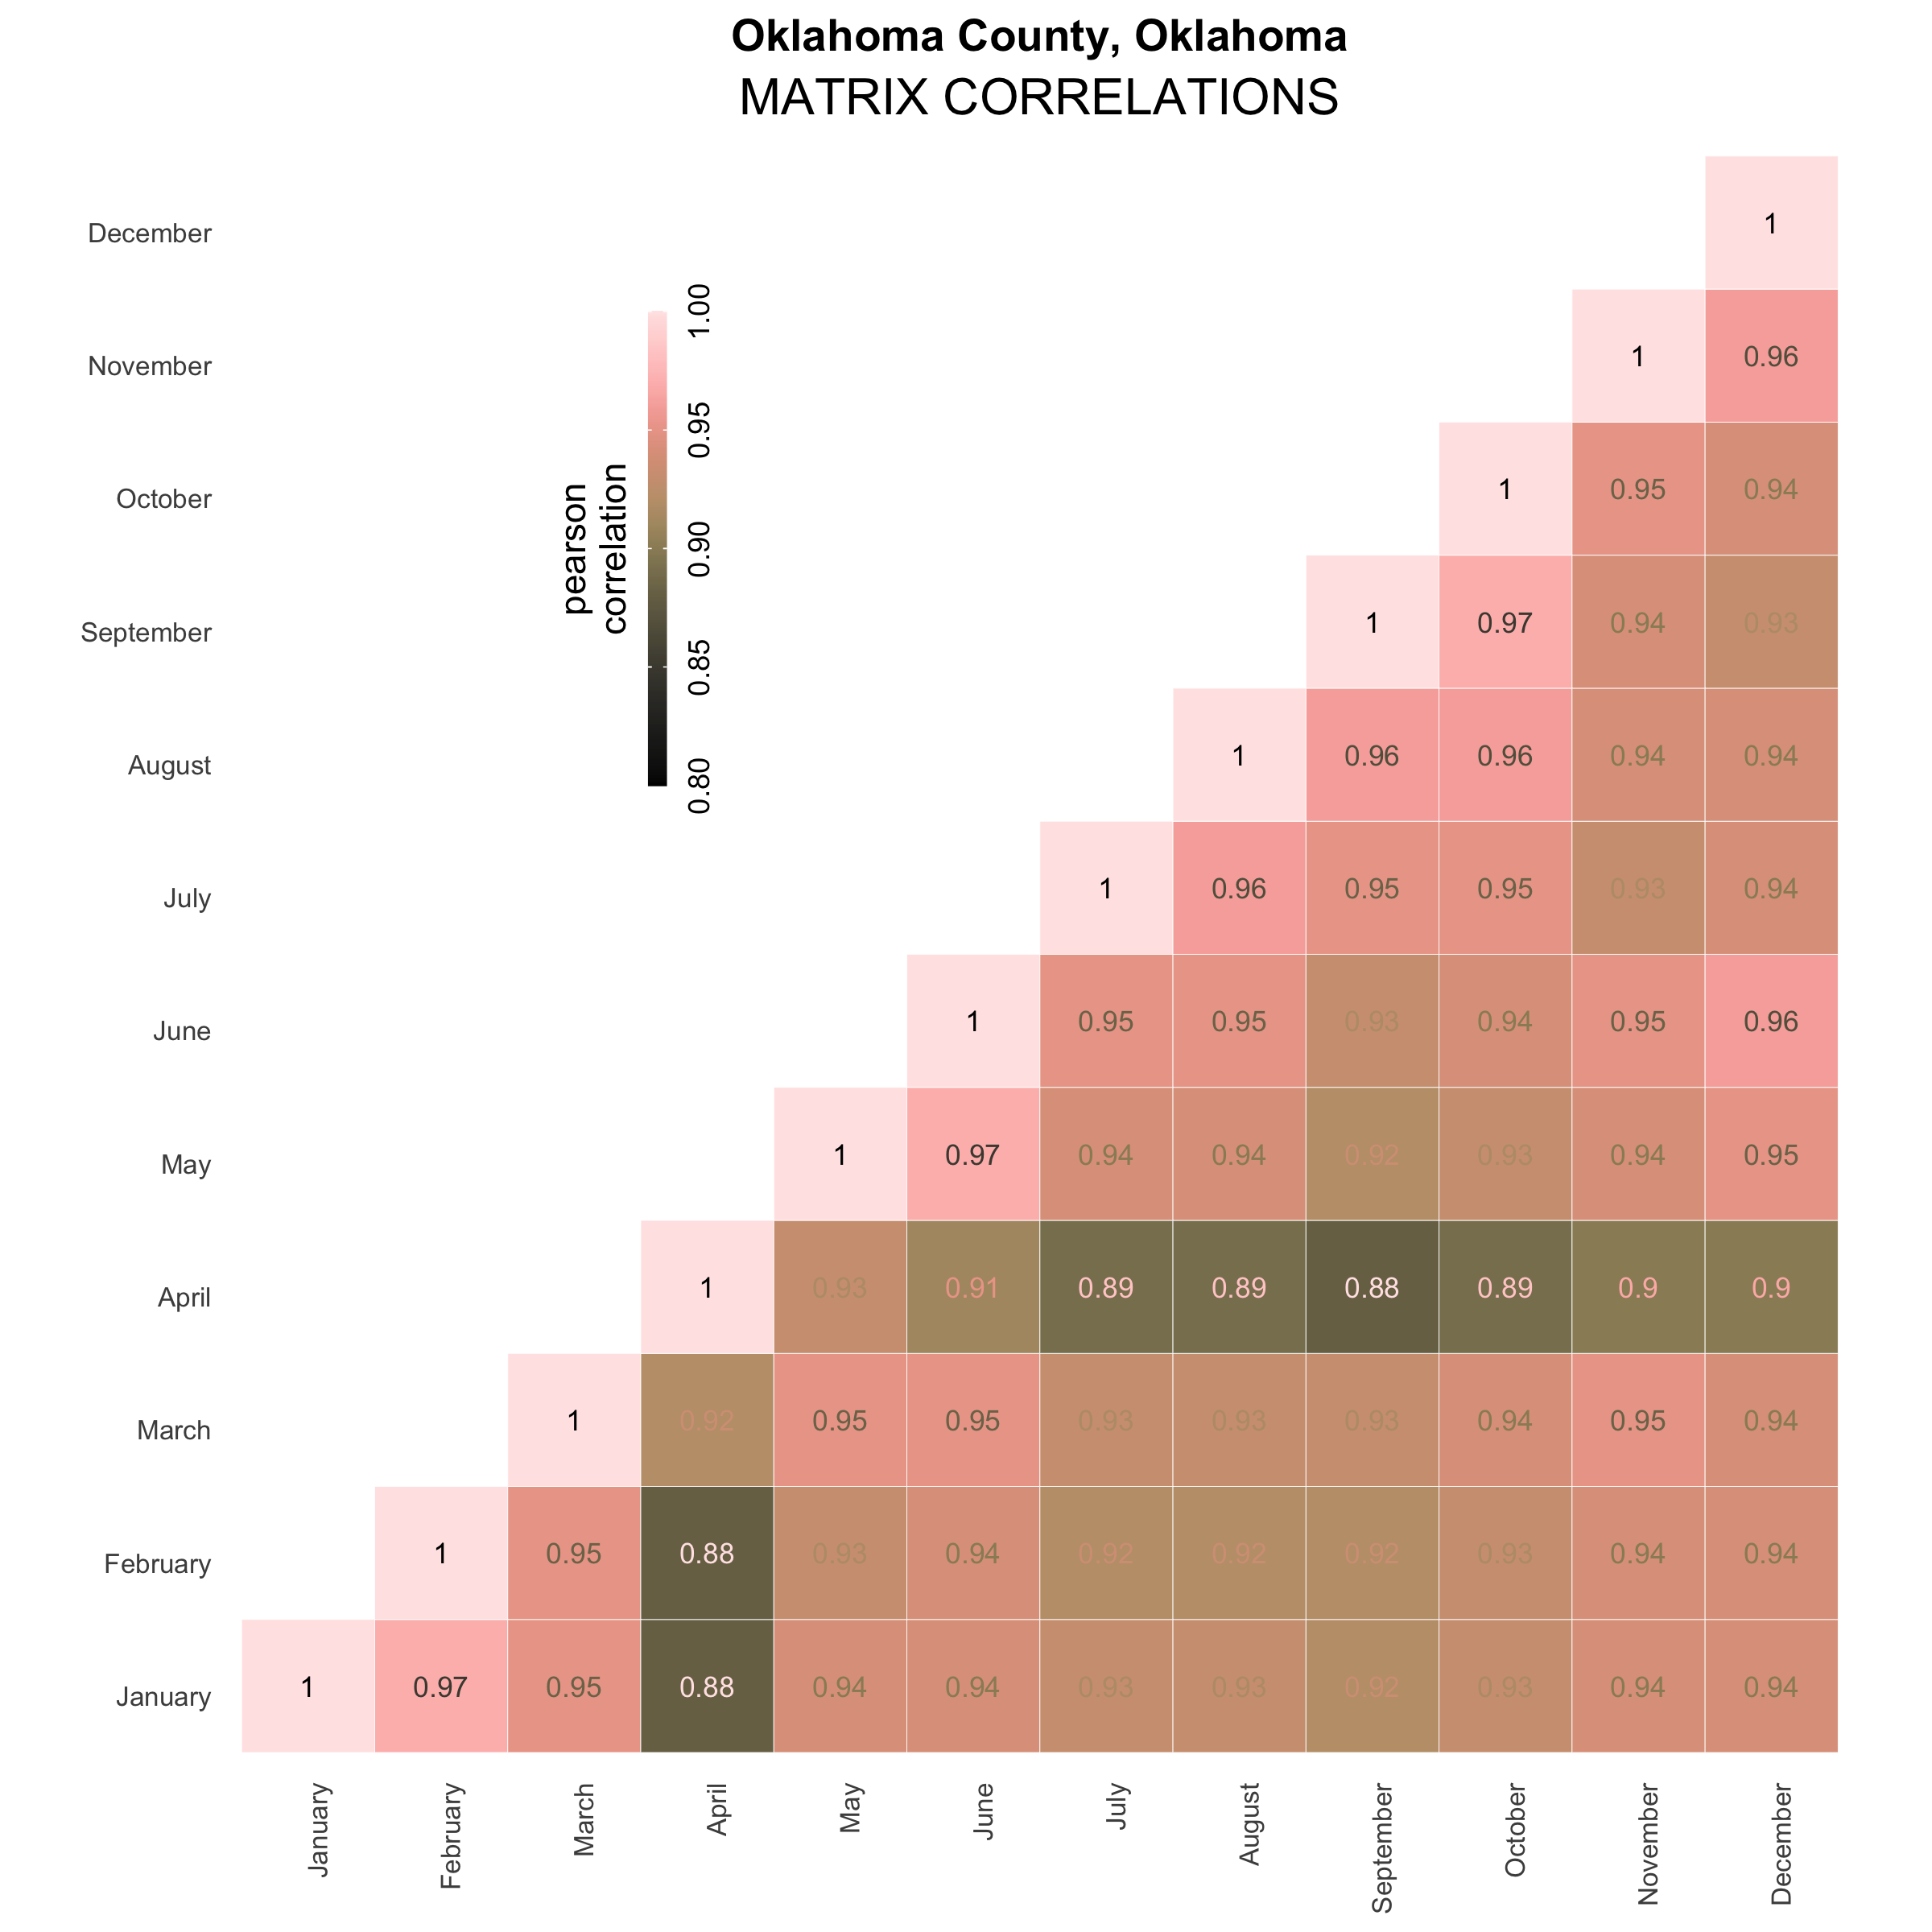 Oklahoma County, Oklahoma
MATRIX CORRELATIONS
pearson
correlation
1.00
0.95
0.90
0.85
0.80
December 1
November 1 0.96
October 1 0.95 0.94
September 1 0.97 0.94 0.93
August 1 0.96 0.96 0.94 0.94
July 1 0.96 0.95 0.95 0.93 0.94
June 1 0.95 0.95 0.93 0.94 0.95 0.96
May 1 0.97 0.94 0.94 0.92 0.93 0.94 0.95
April 1 0.93 0.91 0.89 0.89 0.88 0.89 0.9 0.9
March 1 0.92 0.95 0.95 0.93 0.93 0.93 0.94 0.95 0.94
February 1 0.95 0.88 0.93 0.94 0.92 0.92 0.92 0.93 0.94 0.94
January 1 0.97 0.95 0.88 0.94 0.94 0.93 0.93 0.92 0.93 0.94 0.94
January February March April May June July August September October November December